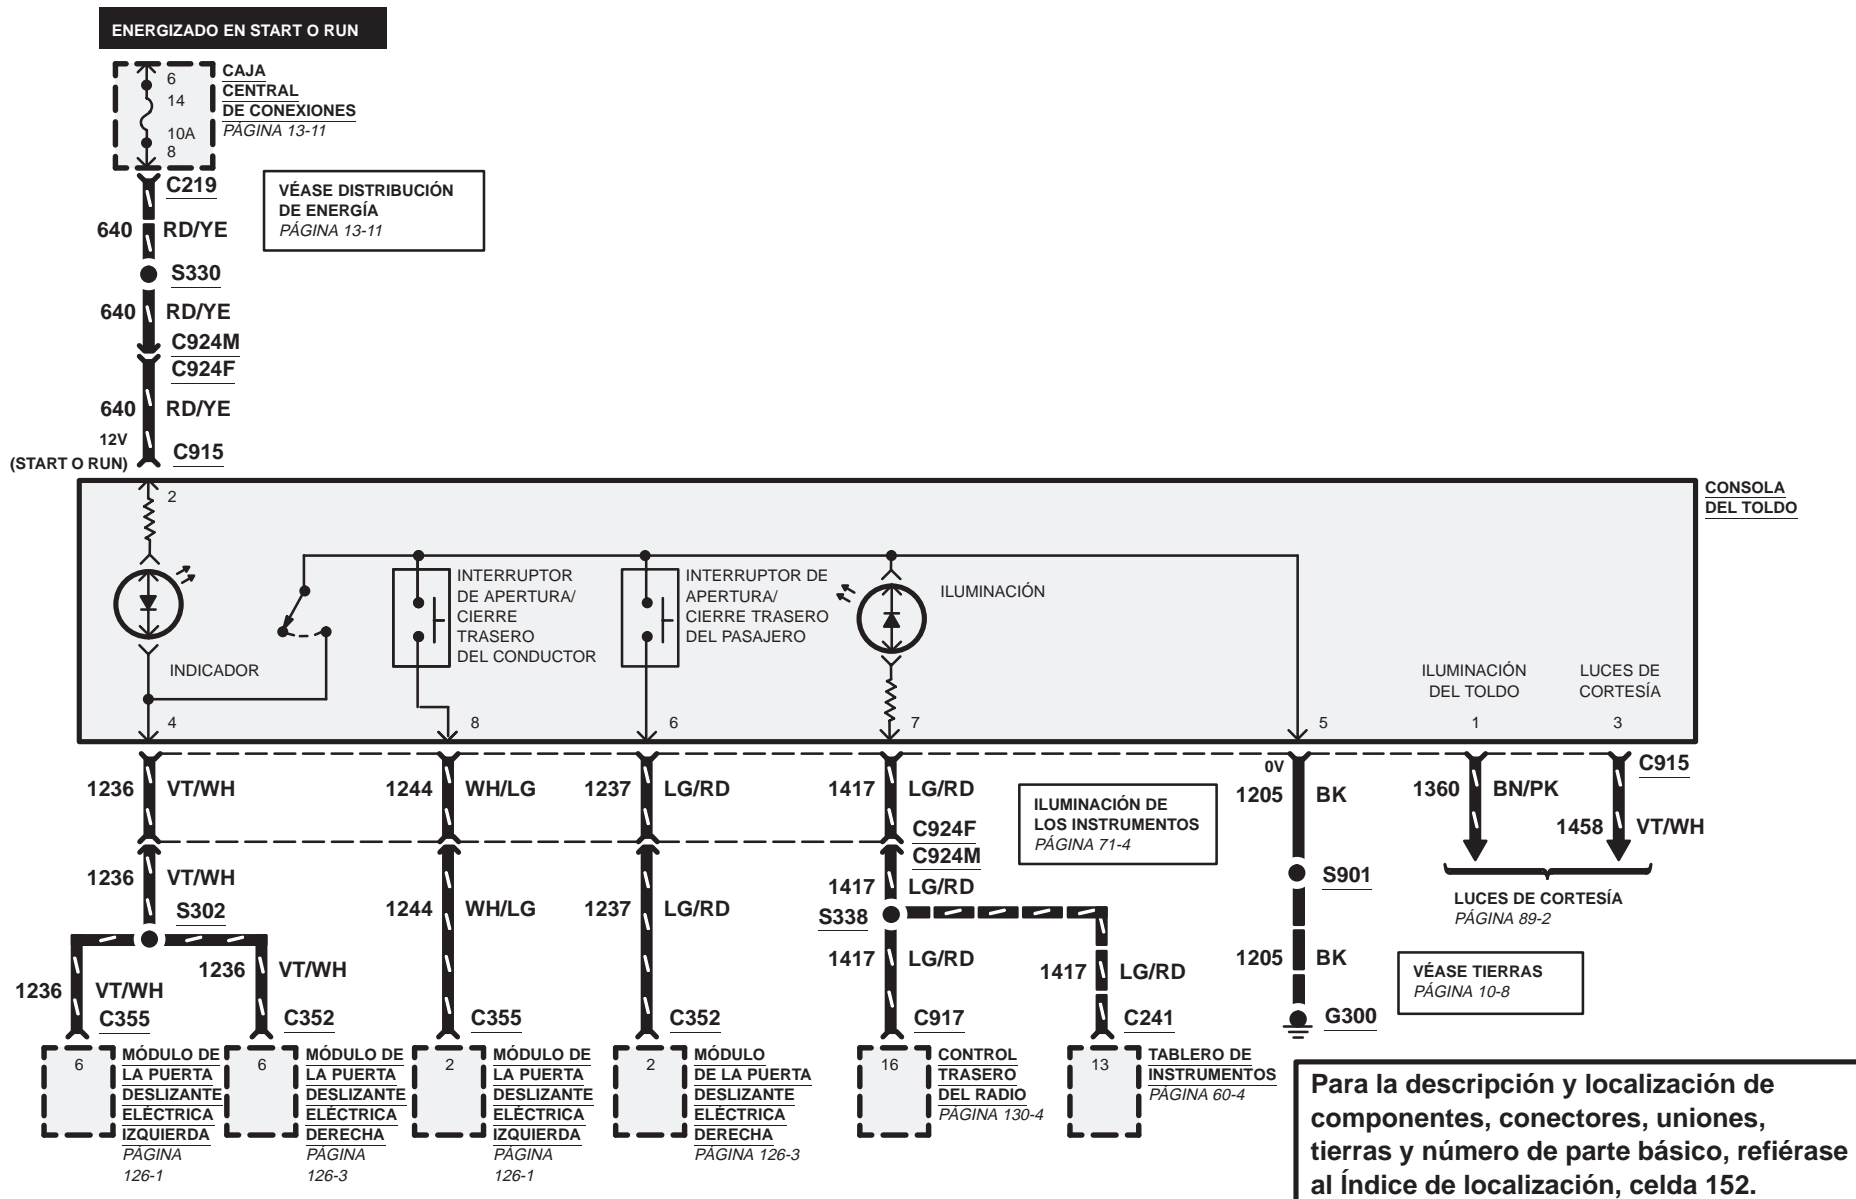 ENERGIZADO EN START O RUN
6
14
10A
8
CAJA
CENTRAL
DE CONEXIONES
PÁGINA 13-11
C219
VÉASE DISTRIBUCIÓN
DE ENERGÍA
PÁGINA 13-11
640 RD/YE
S330
640 RD/YE
C924M
C924F
640 RD/YE
12V
(START O RUN)
C915
CONSOLA
DEL TOLDO
2
INDICADOR
INTERRUPTOR
DE APERTURA/
CIERRE
TRASERO
DEL CONDUCTOR
INTERRUPTOR DE
APERTURA/
CIERRE TRASERO
DEL PASAJERO
ILUMINACIÓN
ILUMINACIÓN
DEL TOLDO
LUCES DE
CORTESÍA
4 8 6 7 5 1 3
0V
C915
1236 VT/WH
1244 WH/LG
1237 LG/RD
1417 LG/RD
ILUMINACIÓN DE
LOS INSTRUMENTOS
PÁGINA 71-4
1205 BK
1360 BN/PK
1458 VT/WH
C924F
C924M
1236 VT/WH
S302
1244 WH/LG
1237 LG/RD
1417 LG/RD
S338
S901
LUCES DE CORTESÍA
PÁGINA 89-2
1236 VT/WH
1236 VT/WH
1417 LG/RD
1417 LG/RD
1205 BK
VÉASE TIERRAS
PÁGINA 10-8
C355
C352
C355
C352
C917
C241
G300
6
MÓDULO DE
LA PUERTA
DESLIZANTE
ELÉCTRICA
IZQUIERDA
PÁGINA
126-1
6
MÓDULO DE
LA PUERTA
DESLIZANTE
ELÉCTRICA
DERECHA
PÁGINA
126-3
2
MÓDULO DE
LA PUERTA
DESLIZANTE
ELÉCTRICA
IZQUIERDA
PÁGINA
126-1
2
MÓDULO
DE LA PUERTA
DESLIZANTE
ELÉCTRICA
DERECHA
PÁGINA 126-3
16
CONTROL
TRASERO
DEL RADIO
PÁGINA 130-4
13
TABLERO DE
INSTRUMENTOS
PÁGINA 60-4
Para la descripción y localización de
componentes, conectores, uniones,
tierras y número de parte básico, refiérase
al Índice de localización, celda 152.